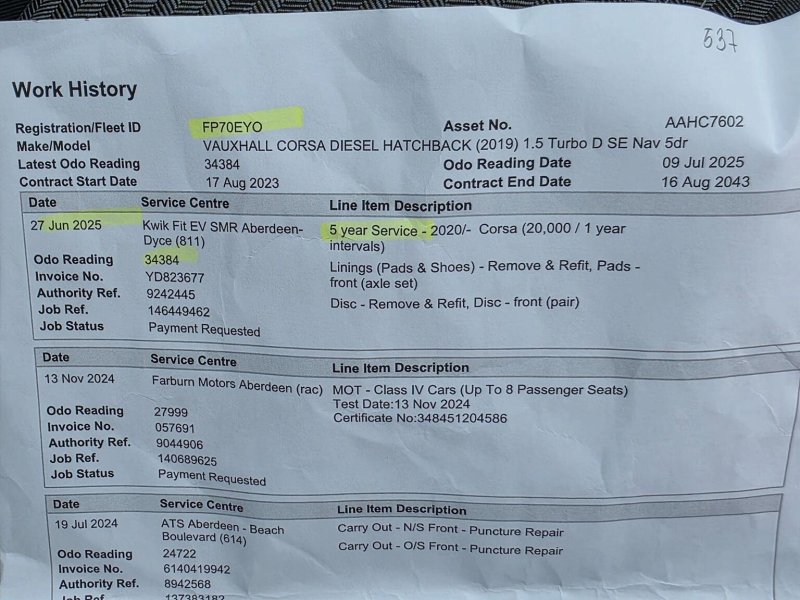 537
Work History
Registration/Fleet ID FP70EYO Asset No. AAHC7602
Make/Model VAUXHALL CORSA DIESEL HATCHBACK (2019) 1.5 Turbo D SE Nav 5dr
Latest Odo Reading 34384 Odo Reading Date 09 Jul 2025
Contract Start Date 17 Aug 2023 Contract End Date 16 Aug 2043
Date Service Centre Line Item Description
27 Jun 2025 Kwik Fit EV SMR Aberdeen- 5 year Service - 2020/- Corsa (20,000 / 1 year
Dyce (811) intervals)
Odo Reading 34384 Linings (Pads & Shoes) - Remove & Refit, Pads -
Invoice No. YD823677 front (axle set)
Authority Ref. 9242445 Disc - Remove & Refit, Disc - front (pair)
Job Ref. 146449462
Job Status Payment Requested
Date Service Centre Line Item Description
13 Nov 2024 Farburn Motors Aberdeen (rac) MOT - Class IV Cars (Up To 8 Passenger Seats)
Test Date:13 Nov 2024
Odo Reading 27999 Certificate No:348451204586
Invoice No. 057691
Authority Ref. 9044906
Job Ref. 140689625
Job Status Payment Requested
Date Service Centre Line Item Description
19 Jul 2024 ATS Aberdeen - Beach Carry Out - N/S Front - Puncture Repair
Boulevard (614) Carry Out - O/S Front - Puncture Repair
Odo Reading 24722
Invoice No. 6140419942
Authority Ref. 8942568
Job Ref. 137383182